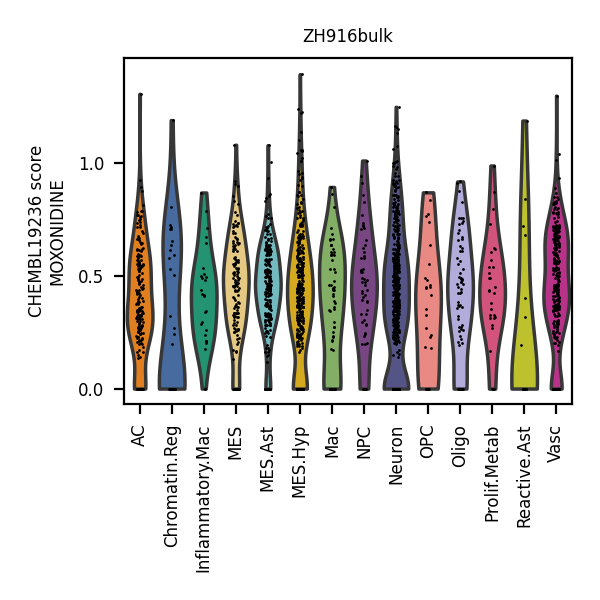 ZH916bulk
CHEMBL19236 score
MOXONIDINE
1.0
0.5
0.0
AC
Chromatin.Reg
Inflammatory.Mac
MES
MES.Ast
MES.Hyp
Mac
NPC
Neuron
OPC
Oligo
Prolif.Metab
Reactive.Ast
Vasc